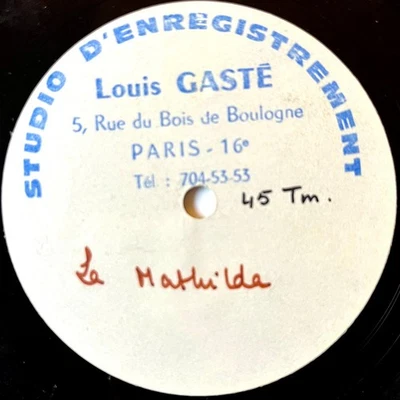 STUDIO D'ENREGISTREMENT
Louis GASTÉ
5, Rue du Bois de Boulogne
PARIS - 16e
Tél : 704-53-53
45 Tm.
La Mathilda